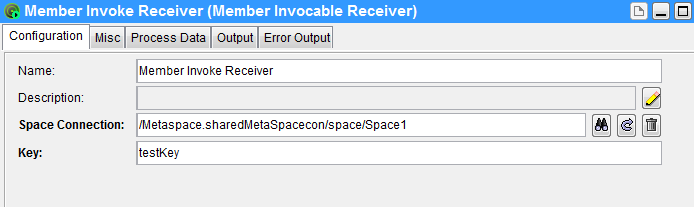 Member Invoke Receiver (Member Invocable Receiver)
Configuration Misc Process Data Output Error Output
Name: Member Invoke Receiver
Description:
Space Connection: /Metaspace.sharedMetaSpacecon/space/Space1
Key: testKey